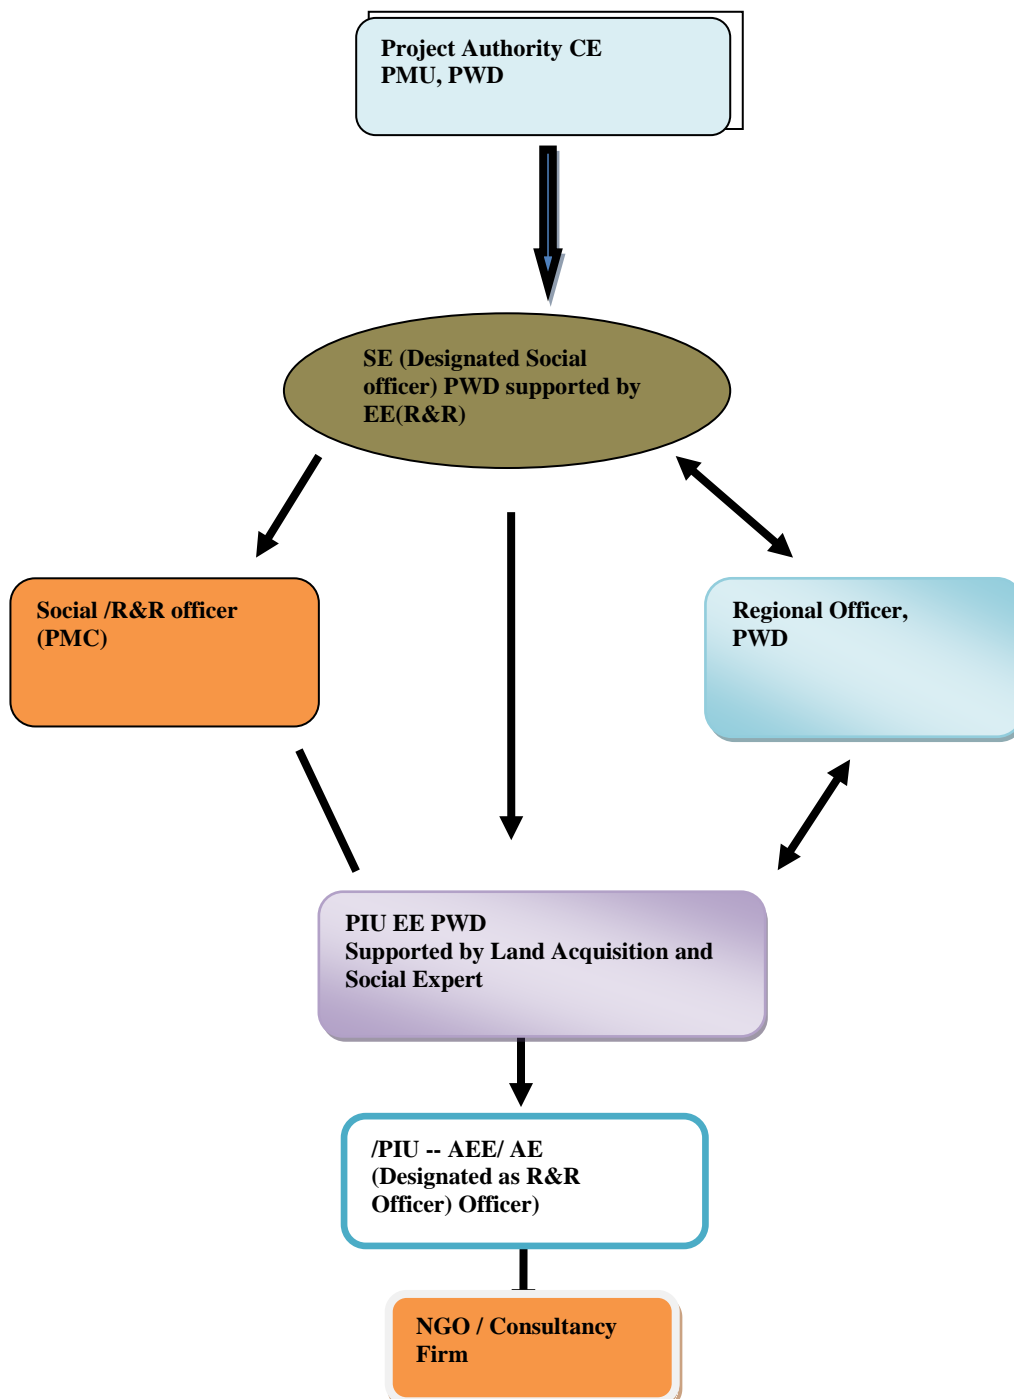 Project Authority CE
PMU, PWD
SE (Designated Social
officer) PWD supported by
EE(R&R)
Social /R&R officer
(PMC)
Regional Officer,
PWD
PIU EE PWD
Supported by Land Acquisition and
Social Expert
/PIU -- AEE/ AE
(Designated as R&R
Officer) Officer)
NGO / Consultancy
Firm